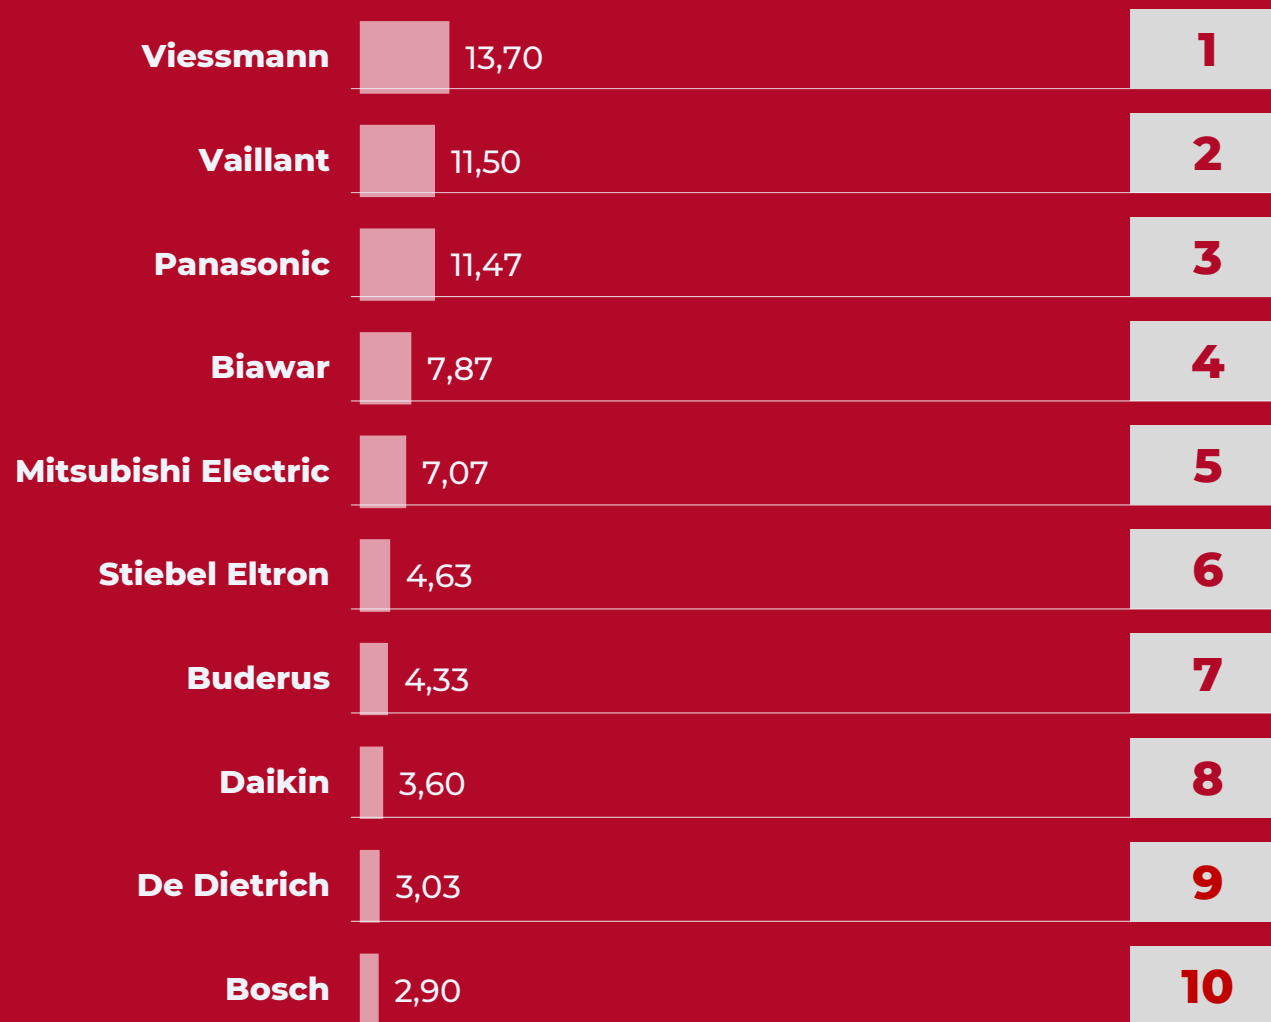 Viessmann 13,70 1
Vaillant 11,50 2
Panasonic 11,47 3
Biawar 7,87 4
Mitsubishi Electric 7,07 5
Stiebel Eltron 4,63 6
Buderus 4,33 7
Daikin 3,60 8
De Dietrich 3,03 9
Bosch 2,90 10